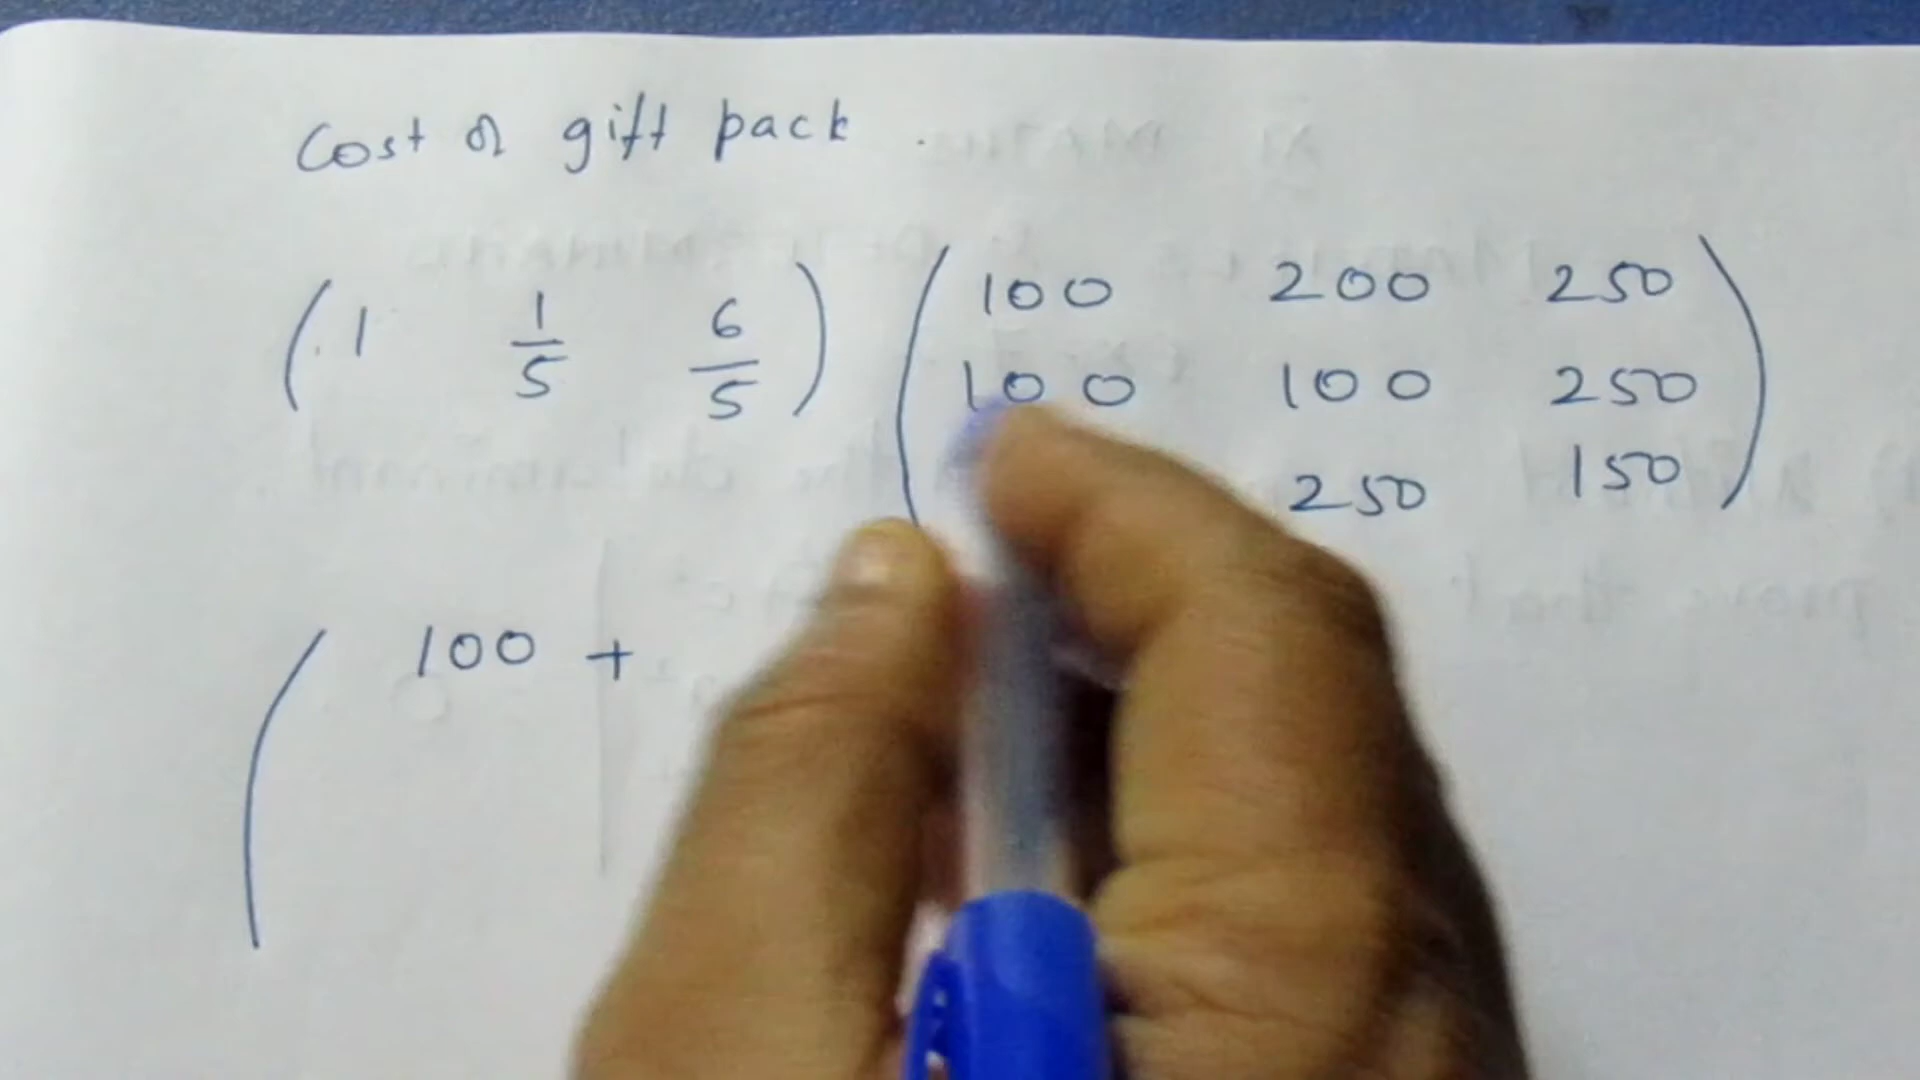 Cost of gift pack.
( 1 1/5 6/5 ) ( 100 200 250
100 100 250
250 150 )
( 100 +